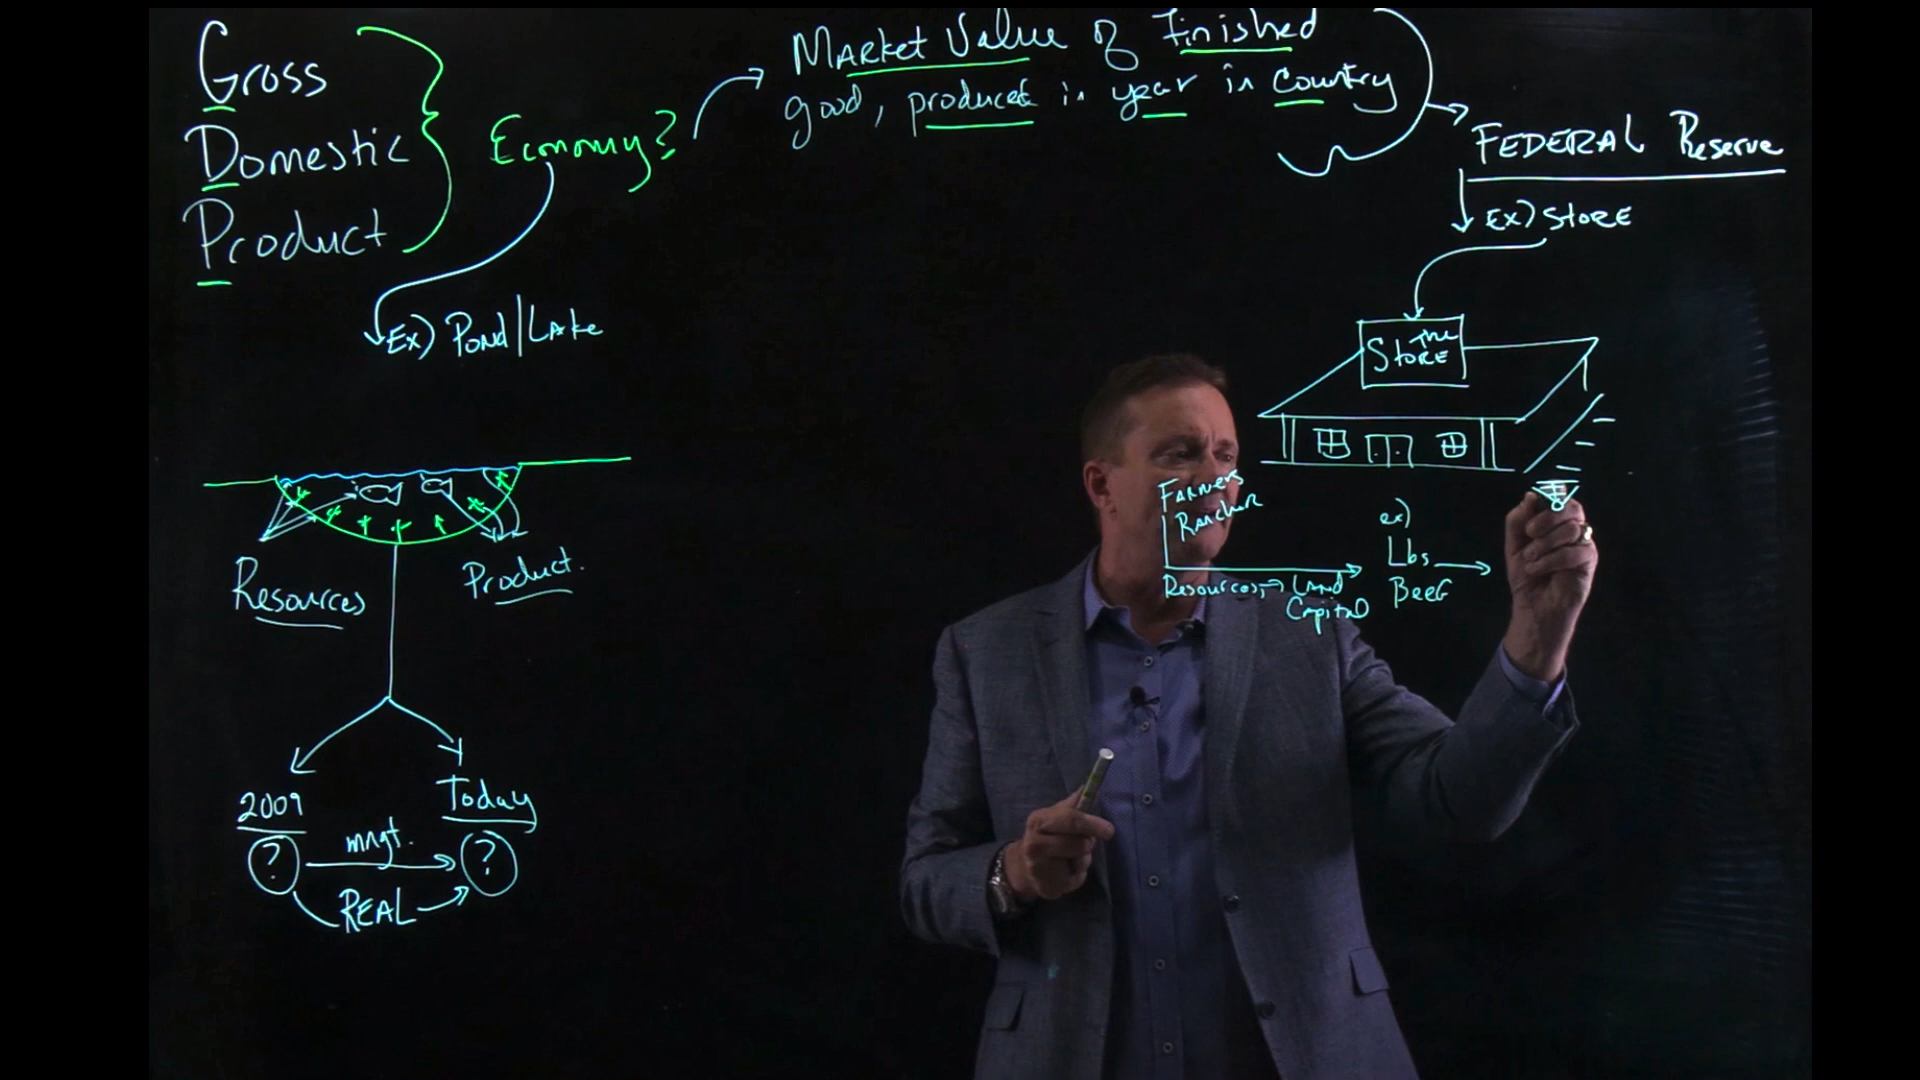 Gross
Domestic
Product
Economy?
Market Value of Finished
good, produced in year in country
FEDERAL Reserve
Ex) STORE
Ex) Pond/Lake
The
Store
Farmers
Rancher
Resources → Land
Capital
ex)
Lbs
Beef
Resources
Product.
2009
Today
?
mngt.
?
REAL